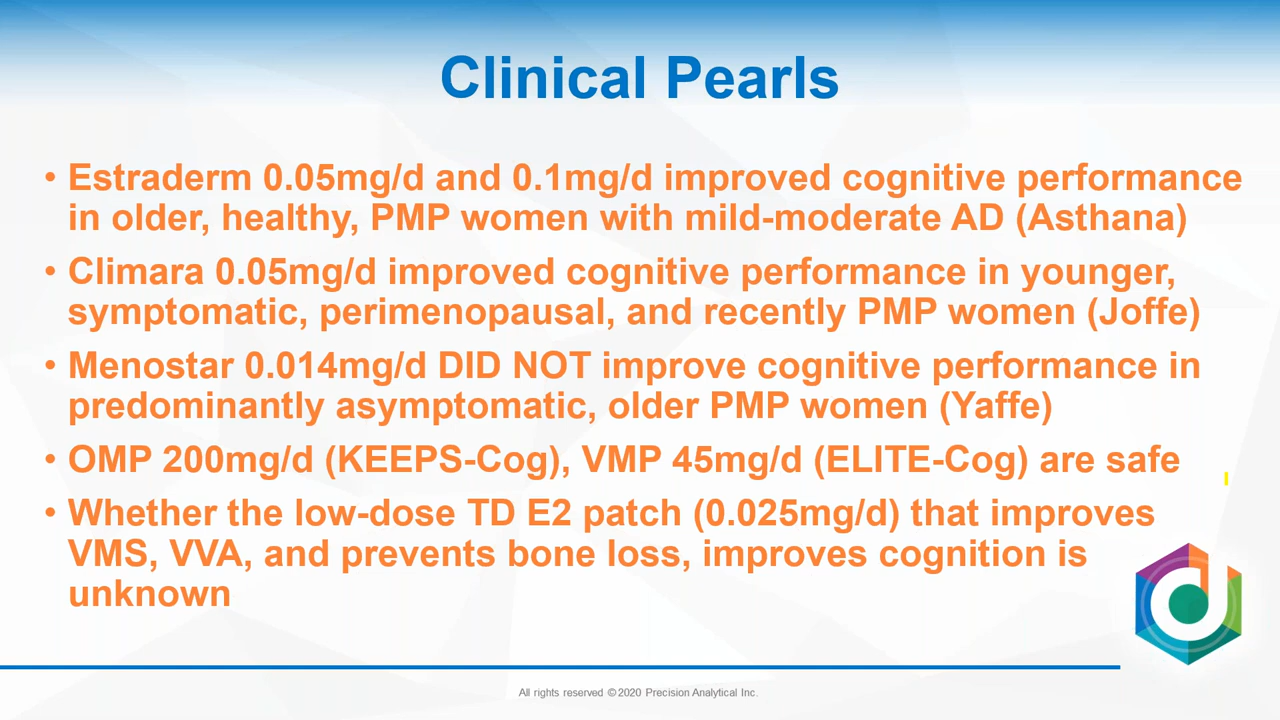 Clinical Pearls
• Estraderm 0.05mg/d and 0.1mg/d improved cognitive performance
in older, healthy, PMP women with mild-moderate AD (Asthana)
• Climara 0.05mg/d improved cognitive performance in younger,
symptomatic, perimenopausal, and recently PMP women (Joffe)
• Menostar 0.014mg/d DID NOT improve cognitive performance in
predominantly asymptomatic, older PMP women (Yaffe)
• OMP 200mg/d (KEEPS-Cog), VMP 45mg/d (ELITE-Cog) are safe
• Whether the low-dose TD E2 patch (0.025mg/d) that improves
VMS, VVA, and prevents bone loss, improves cognition is
unknown
All rights reserved ©2020 Precision Analytical Inc.